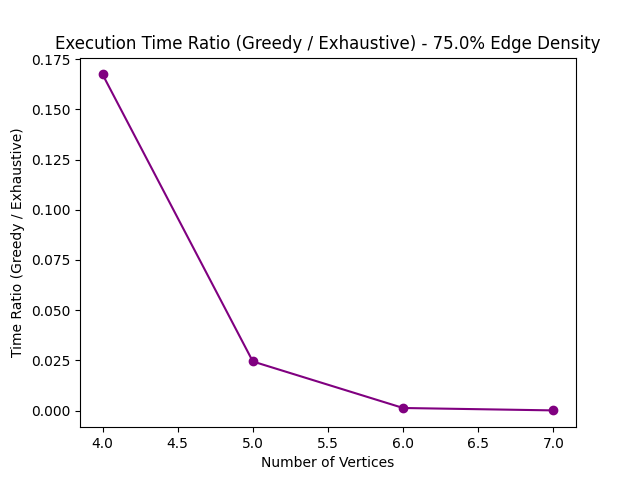 Execution Time Ratio (Greedy / Exhaustive) - 75.0% Edge Density
0.175
0.150
0.125
0.100
0.075
0.050
0.025
0.000
Time Ratio (Greedy / Exhaustive)
4.0 4.5 5.0 5.5 6.0 6.5 7.0
Number of Vertices